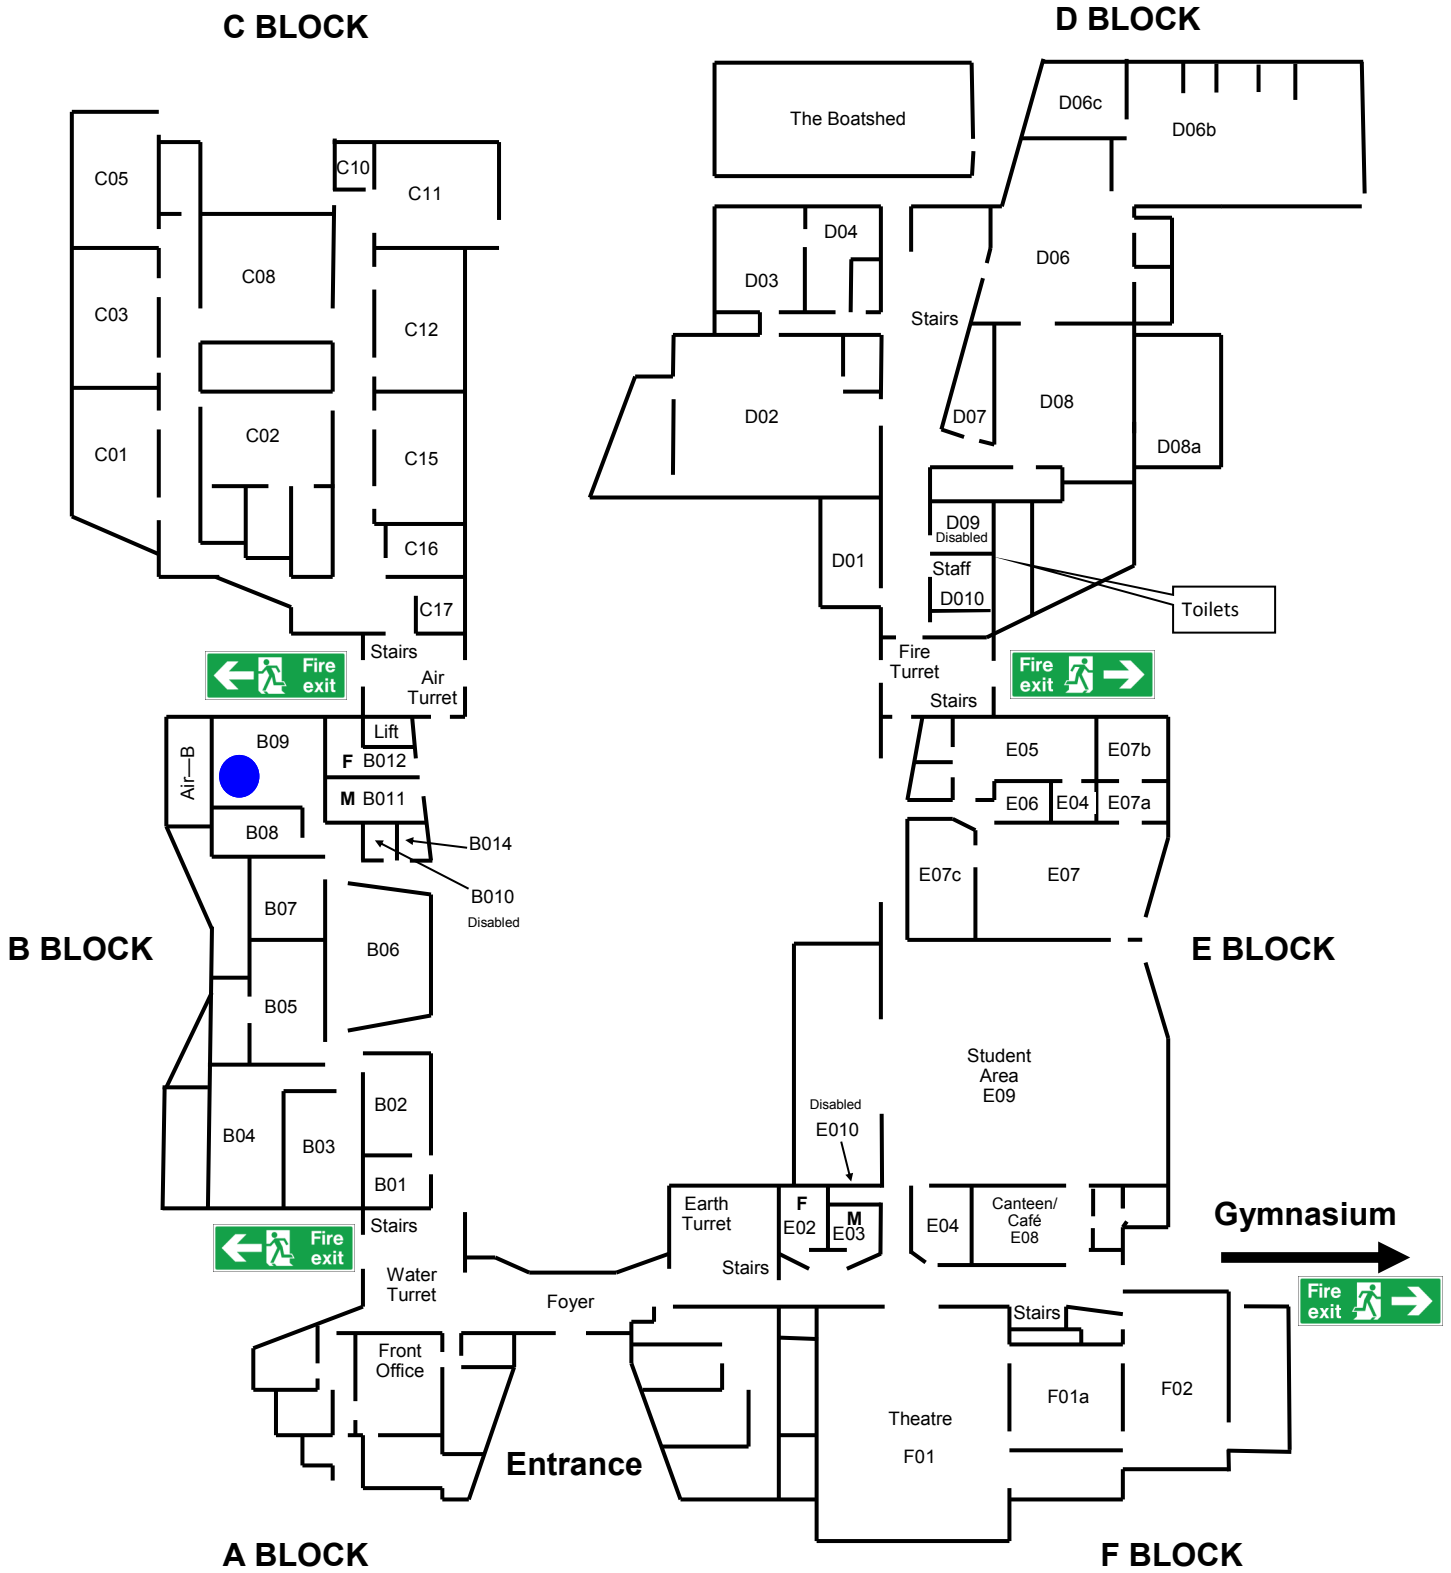 C BLOCK
D BLOCK
The Boatshed
D06c
D06b
C05
C10
C11
C08
C03
C12
C01
C02
C15
C16
C17
D04
D03
D06
Stairs
D02
D07
D08
D08a
D01
D09
Disabled
Staff
D010
Toilets
Stairs
Air
Turret
Fire
exit
Fire
Turret
Stairs
Fire
exit
Air—B
B09
Lift
F B012
M B011
B08
B014
B010
Disabled
B07
B06
B05
B BLOCK
B04
B03
B02
B01
E05
E07b
E06
E04
E07a
E07c
E07
E BLOCK
Student
Area
E09
Disabled
E010
Earth
Turret
Stairs
F
E02
M
E03
E04
Canteen/
Café
E08
Gymnasium
Fire
exit
Stairs
Fire
exit
Water
Turret
Foyer
Front
Office
Entrance
Stairs
F01a
F02
Theatre
F01
A BLOCK
F BLOCK